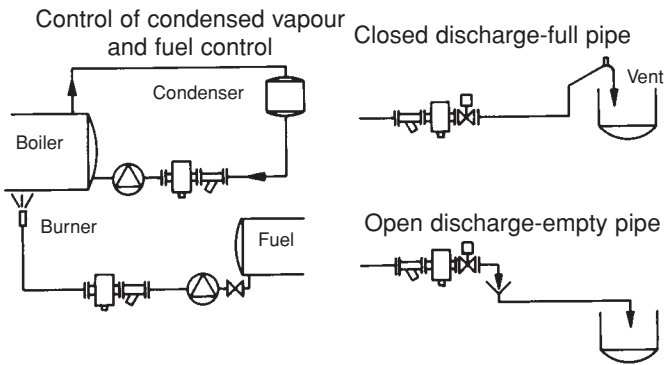 Control of condensed vapour
and fuel control
Condenser
Boiler
Burner
Fuel
Closed discharge-full pipe
Vent
Open discharge-empty pipe